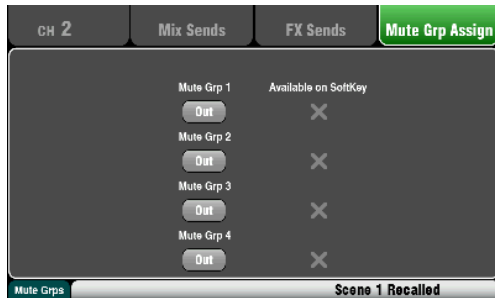 CH 2 Mix Sends FX Sends Mute Grp Assign
Mute Grp 1 Available on SoftKey
Out
Mute Grp 2
Out
Mute Grp 3
Out
Mute Grp 4
Out
Mute Grps Scene 1 Recalled